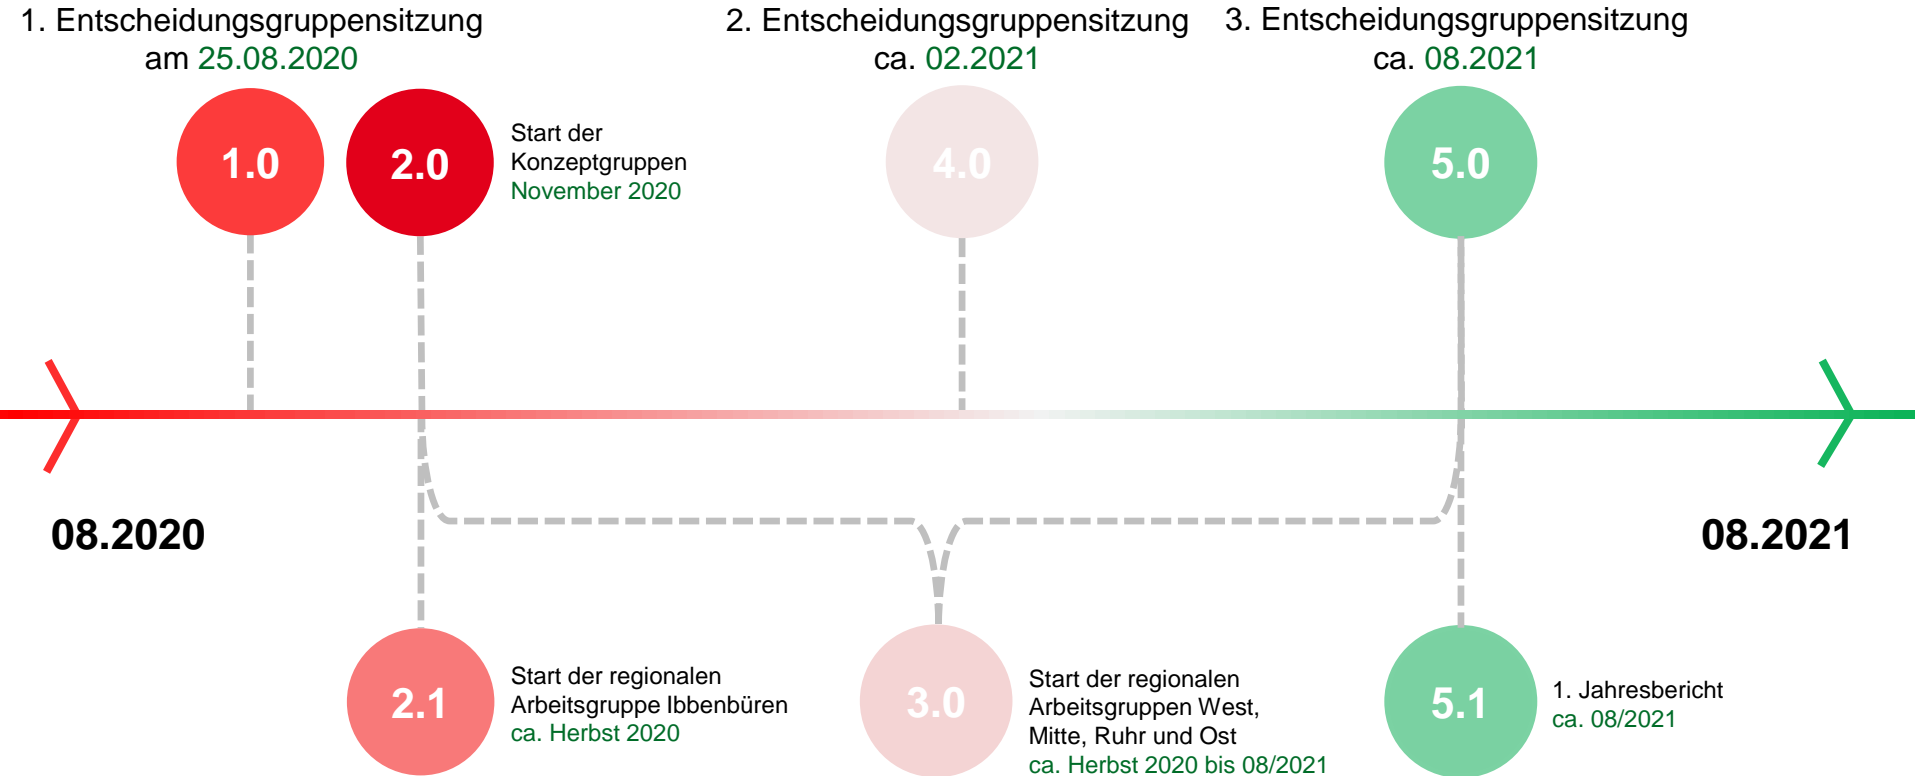 1. Entscheidungsgruppensitzung
am 25.08.2020
2. Entscheidungsgruppensitzung
ca. 02.2021
3. Entscheidungsgruppensitzung
ca. 08.2021
1.0
2.0
Start der
Konzeptgruppen
November 2020
4.0
5.0
08.2020
08.2021
2.1
Start der regionalen
Arbeitsgruppe Ibbenbüren
ca. Herbst 2020
3.0
Start der regionalen
Arbeitsgruppen West,
Mitte, Ruhr und Ost
ca. Herbst 2020 bis 08/2021
5.1
1. Jahresbericht
ca. 08/2021